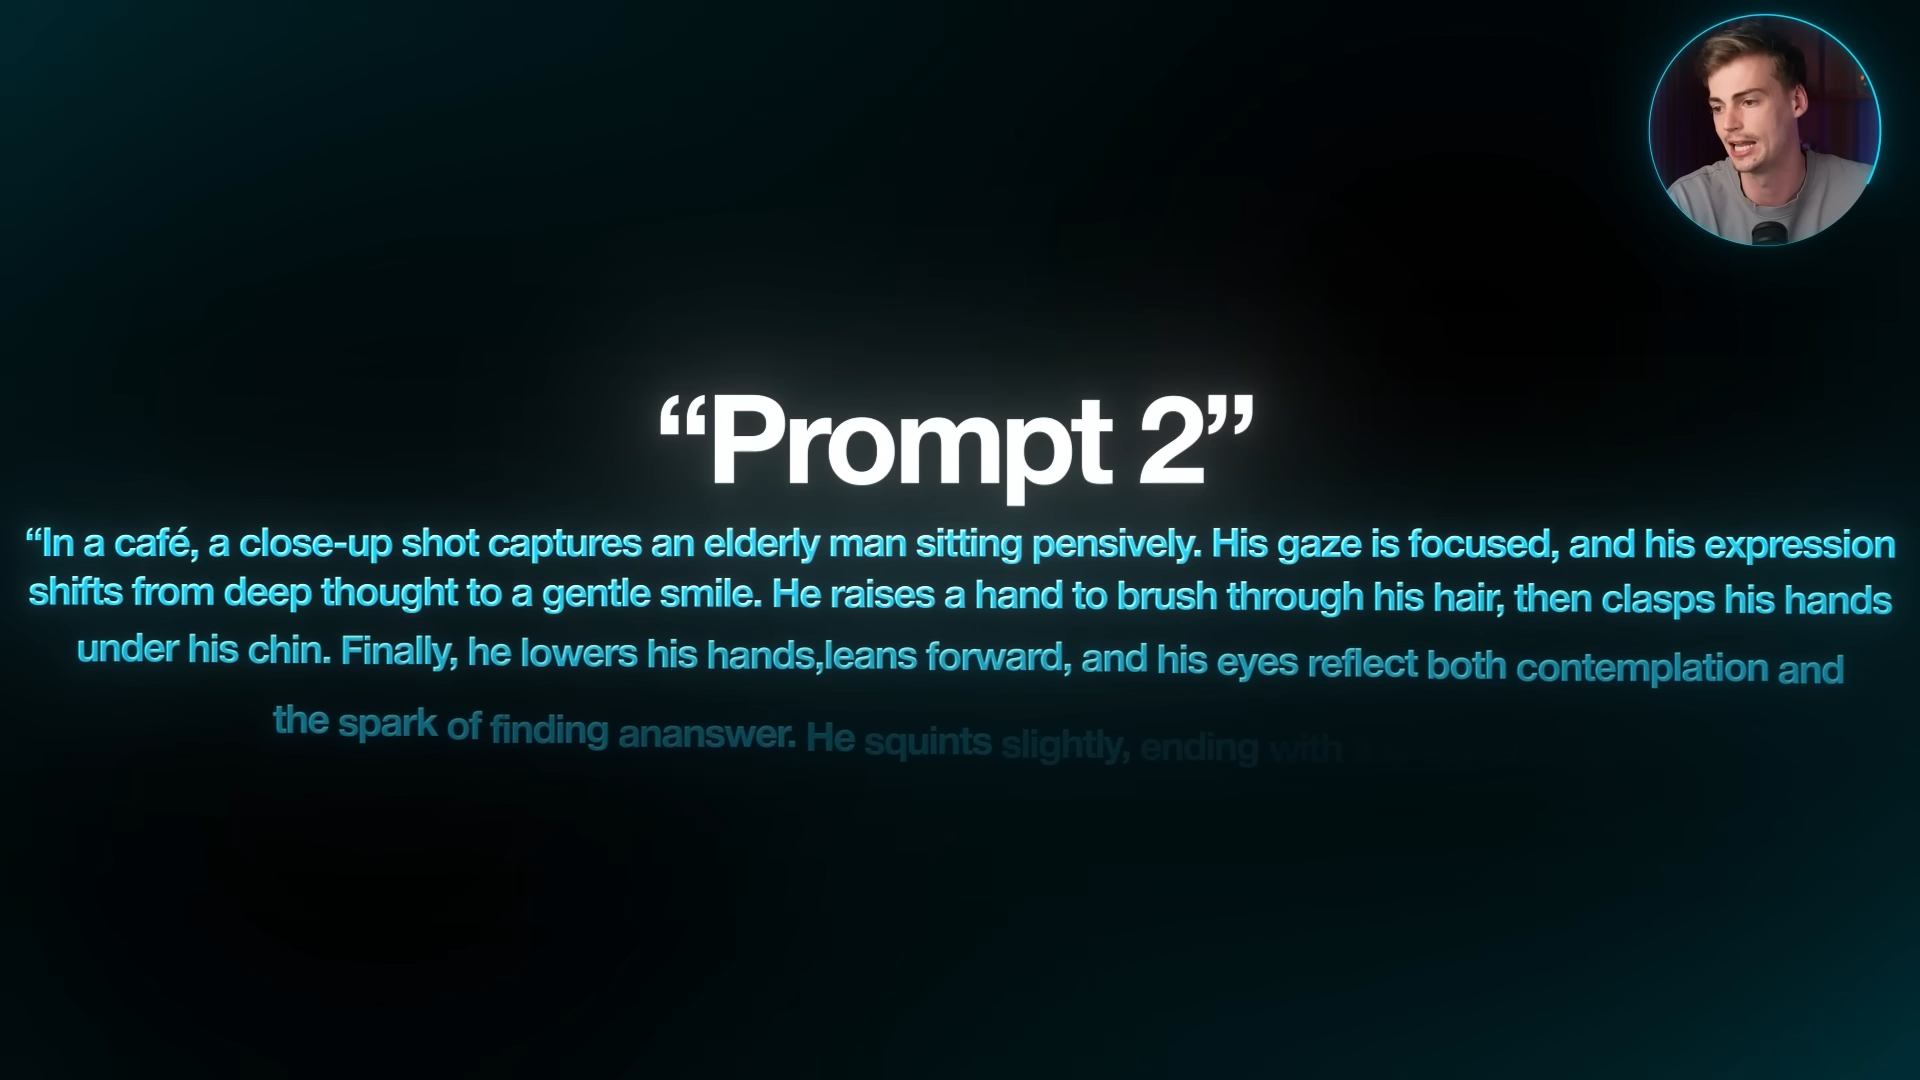 “Prompt 2”
“In a café, a close-up shot captures an elderly man sitting pensively. His gaze is focused, and his expression
shifts from deep thought to a gentle smile. He raises a hand to brush through his hair, then clasps his hands
under his chin. Finally, he lowers his hands,leans forward, and his eyes reflect both contemplation and
the spark of finding ananswer. He squints slightly, ending with